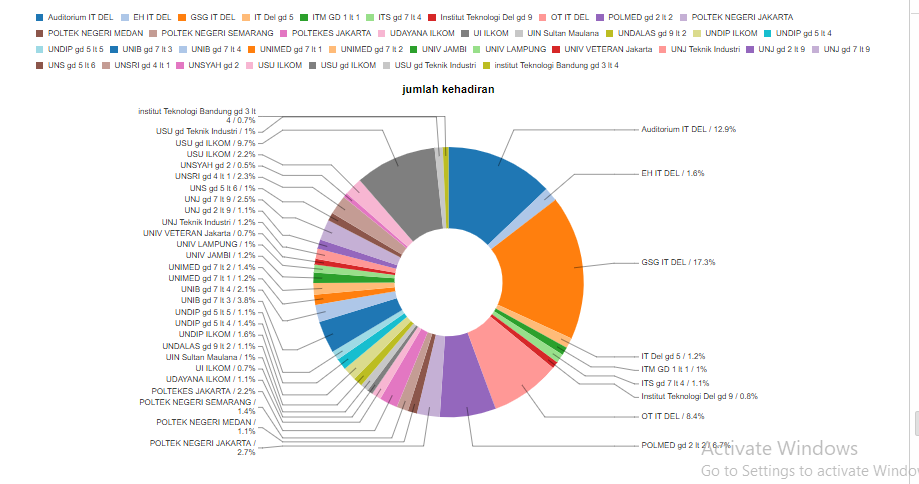 Auditorium IT DEL EH IT DEL GSG IT DEL IT Del gd 5 ITM GD 1 lt 1 ITS gd 7 lt 4 Institut Teknologi Del gd 9 OT IT DEL POLMED gd 2 lt 2 POLTEK NEGERI JAKARTA
POLTEK NEGERI MEDAN POLTEK NEGERI SEMARANG POLTEKES JAKARTA UDAYANA ILKOM UI ILKOM UIN Sultan Maulana UNDALAS gd 9 lt 2 UNDIP ILKOM UNDIP gd 5 lt 4
UNDIP gd 5 lt 5 UNIB gd 7 lt 3 UNIB gd 7 lt 4 UNIMED gd 7 lt 1 UNIMED gd 7 lt 2 UNIV JAMBI UNIV LAMPUNG UNIV VETERAN Jakarta UNJ Teknik Industri UNJ gd 2 lt 9 UNJ gd 7 lt 9
UNS gd 5 lt 6 UNSRI gd 4 lt 1 UNSYAH gd 2 USU ILKOM USU gd ILKOM USU gd Teknik Industri institut Teknologi Bandung gd 3 lt 4
jumlah kehadiran
institut Teknologi Bandung gd 3 lt
4 / 0.7%
USU gd Teknik Industri / 1%
USU gd ILKOM / 9.7%
USU ILKOM / 2.2%
UNSYAH gd 2 / 0.5%
UNSRI gd 4 lt 1 / 2.3%
UNS gd 5 lt 6 / 1%
UNJ gd 7 lt 9 / 2.5%
UNJ gd 2 lt 9 / 1.1%
UNJ Teknik Industri / 1.2%
UNIV VETERAN Jakarta / 0.7%
UNIV LAMPUNG / 1%
UNIV JAMBI / 1.2%
UNIMED gd 7 lt 2 / 1.4%
UNIMED gd 7 lt 1 / 1.2%
UNIB gd 7 lt 4 / 2.1%
UNIB gd 7 lt 3 / 3.8%
UNDIP gd 5 lt 5 / 1.1%
UNDIP gd 5 lt 4 / 1.4%
UNDIP ILKOM / 1.6%
UNDALAS gd 9 lt 2 / 1.1%
UIN Sultan Maulana / 1%
UI ILKOM / 0.7%
UDAYANA ILKOM / 1.1%
POLTEKES JAKARTA / 2.2%
POLTEK NEGERI SEMARANG /
1.4%
POLTEK NEGERI MEDAN /
1.1%
POLTEK NEGERI JAKARTA /
2.7%
Auditorium IT DEL / 12.9%
EH IT DEL / 1.6%
GSG IT DEL / 17.3%
IT Del gd 5 / 1.2%
ITM GD 1 lt 1 / 1%
ITS gd 7 lt 4 / 1.1%
Institut Teknologi Del gd 9 / 0.8%
OT IT DEL / 8.4%
POLMED gd 2 lt 2 / 6.7%
Activate Windows
Go to Settings to activate Windo